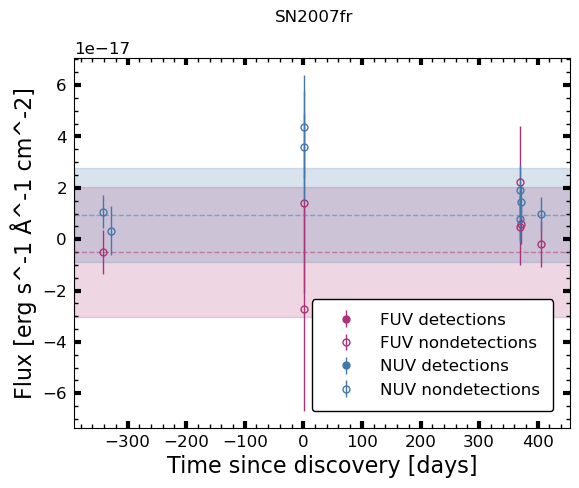 SN2007fr
1e−17
6
4
2
0
−2
−4
−6
Flux [erg s^-1 Å^-1 cm^-2]
FUV detections
FUV nondetections
NUV detections
NUV nondetections
−300 −200 −100 0 100 200 300 400
Time since discovery [days]